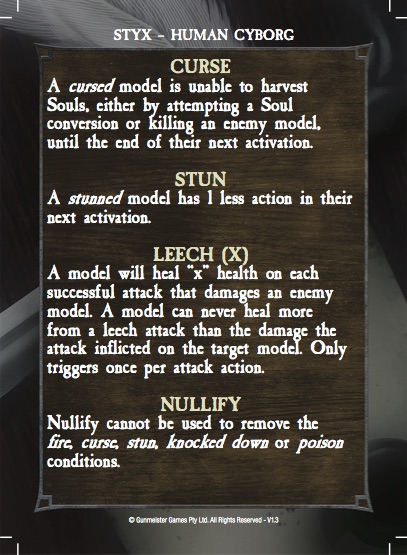 STYX - HUMAN CYBORG
CURSE
A cursed model is unable to harvest
Souls, either by attempting a Soul
conversion or killing an enemy model,
until the end of their next activation.
STUN
A stunned model has 1 less action in their
next activation.
LEECH (X)
A model will heal "x" health on each
successful attack that damages an enemy
model. A model can never heal more
from a leech attack than the damage the
attack inflicted on the target model. Only
triggers once per attack action.
NULLIFY
Nullify cannot be used to remove the
fire, curse, stun, knocked down or poison
conditions.
© Gunmeister Games Pty Ltd. All Rights Reserved - V1.3